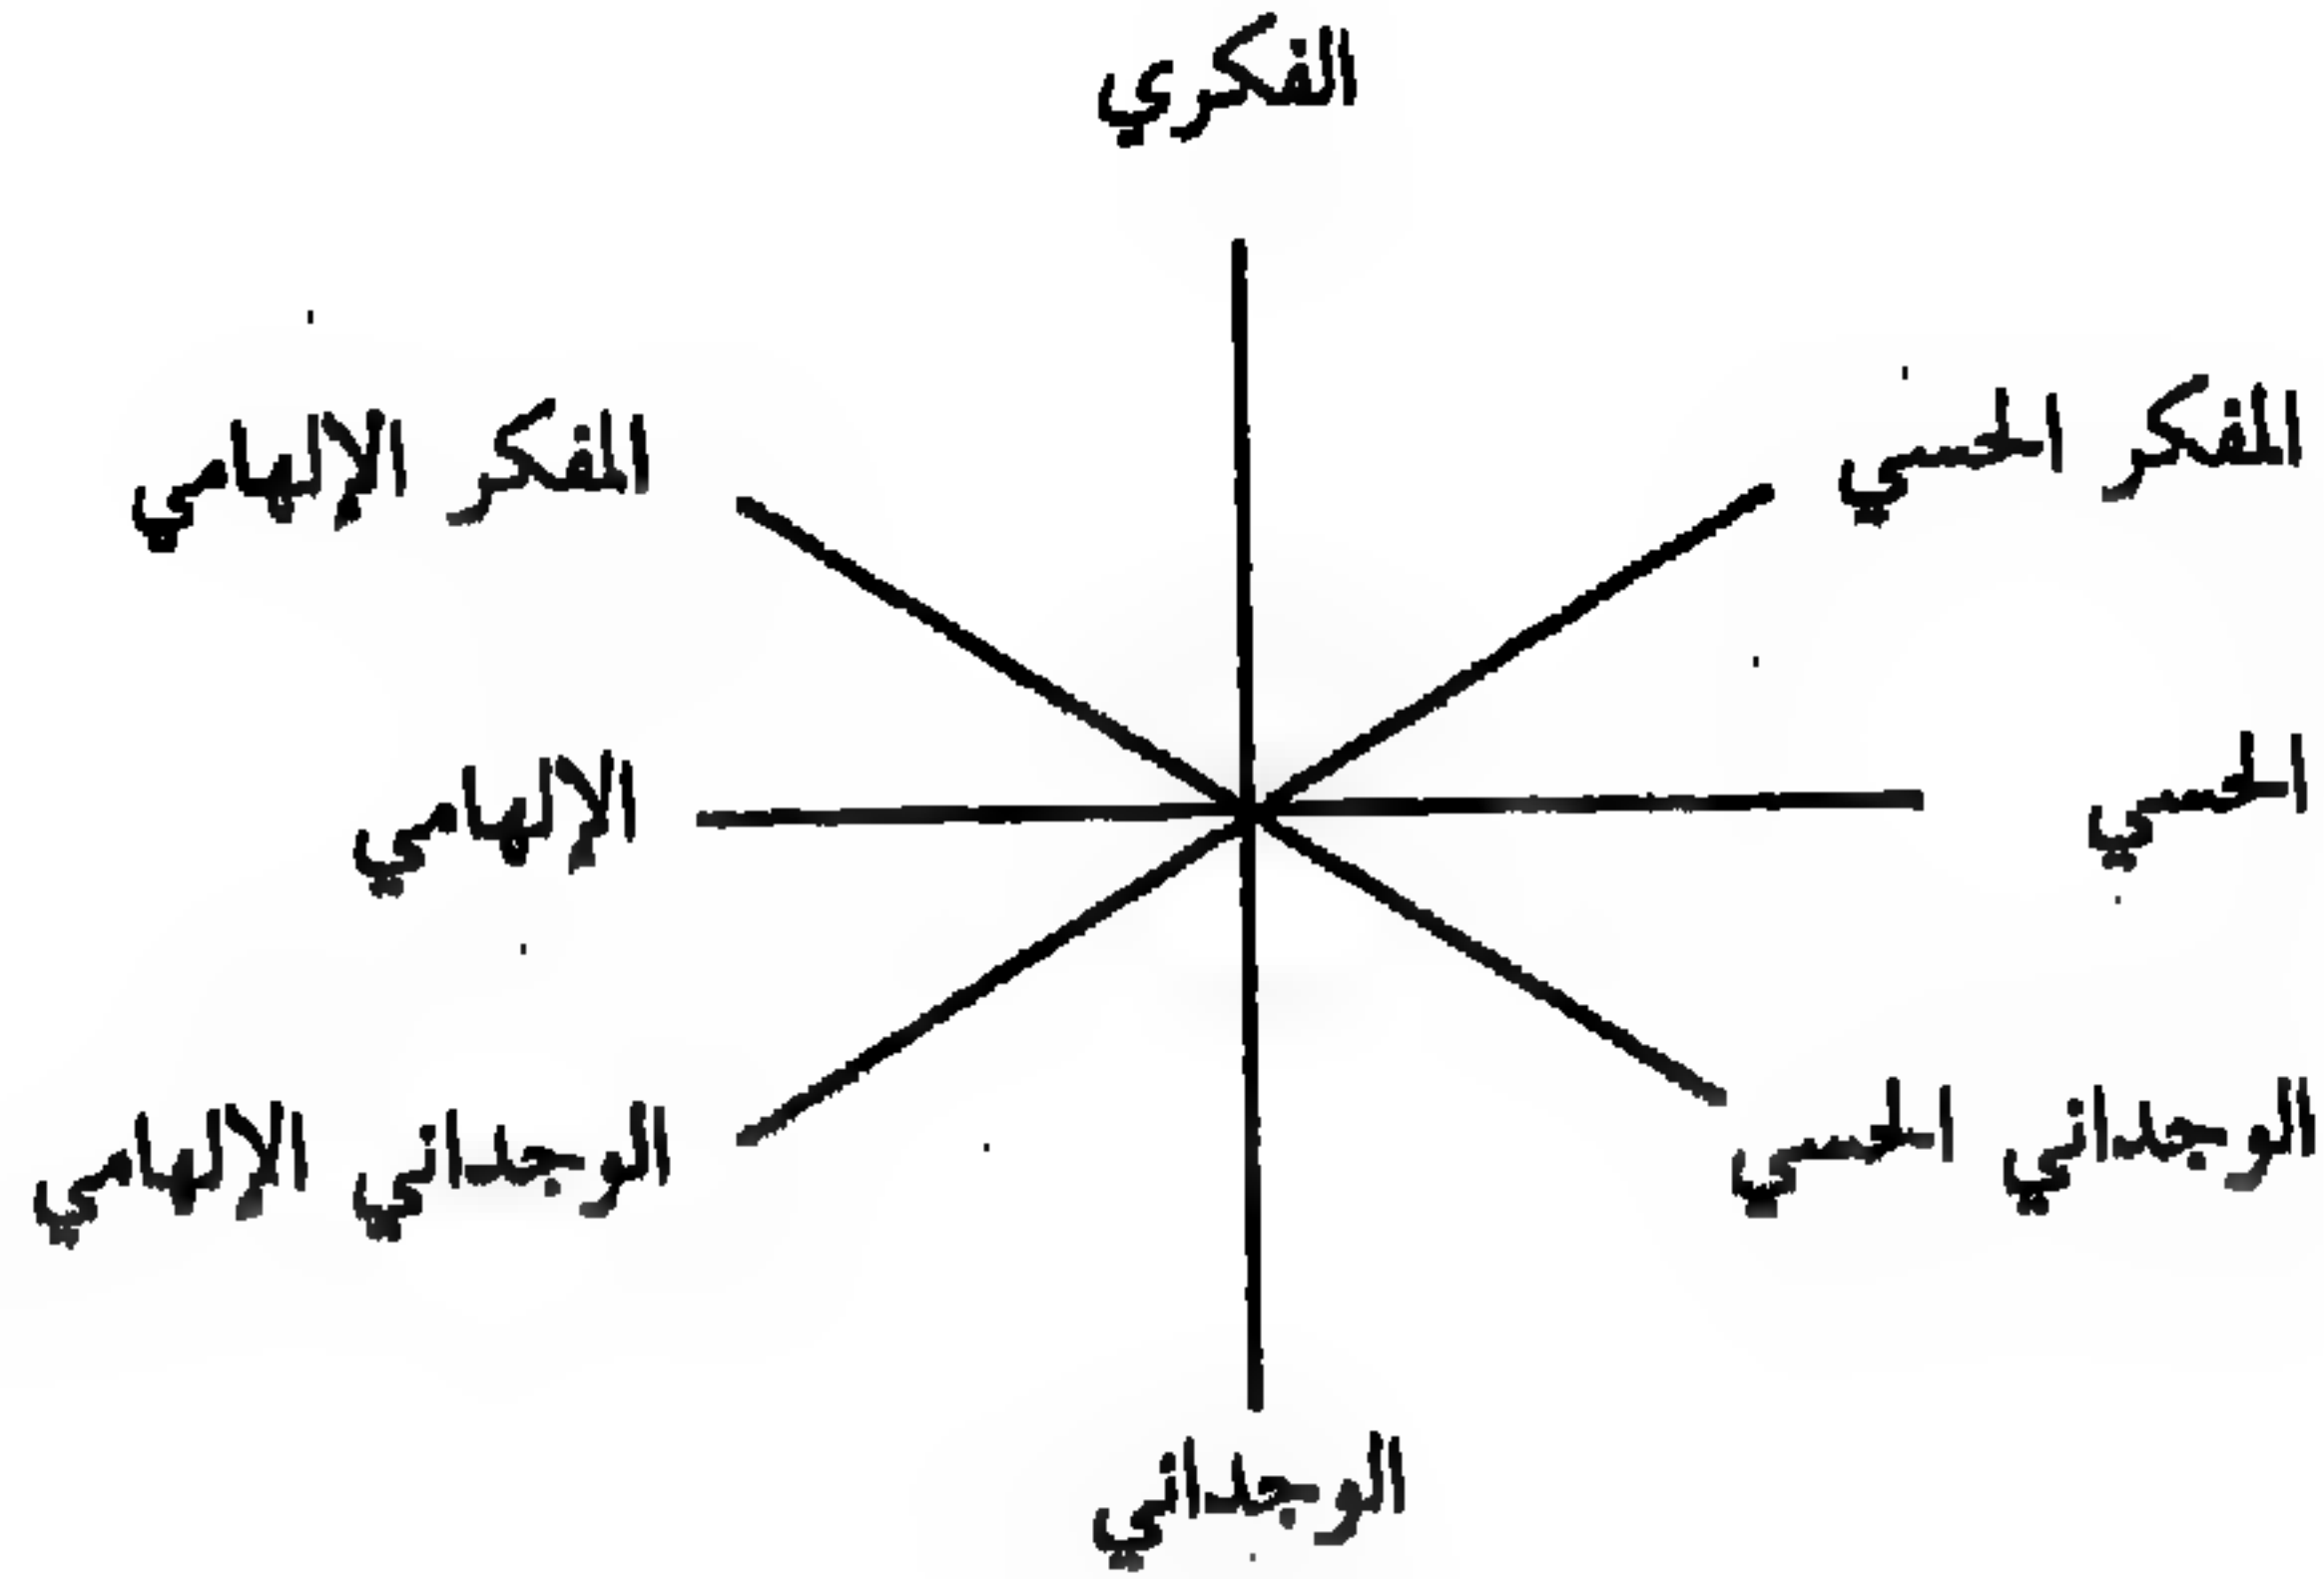 الفكري
المفكر الحسي
المفكر الإلهامي
الحسي
الإلهامي
الوجداني الحسي
الوجداني الإلهامي
الوجداني